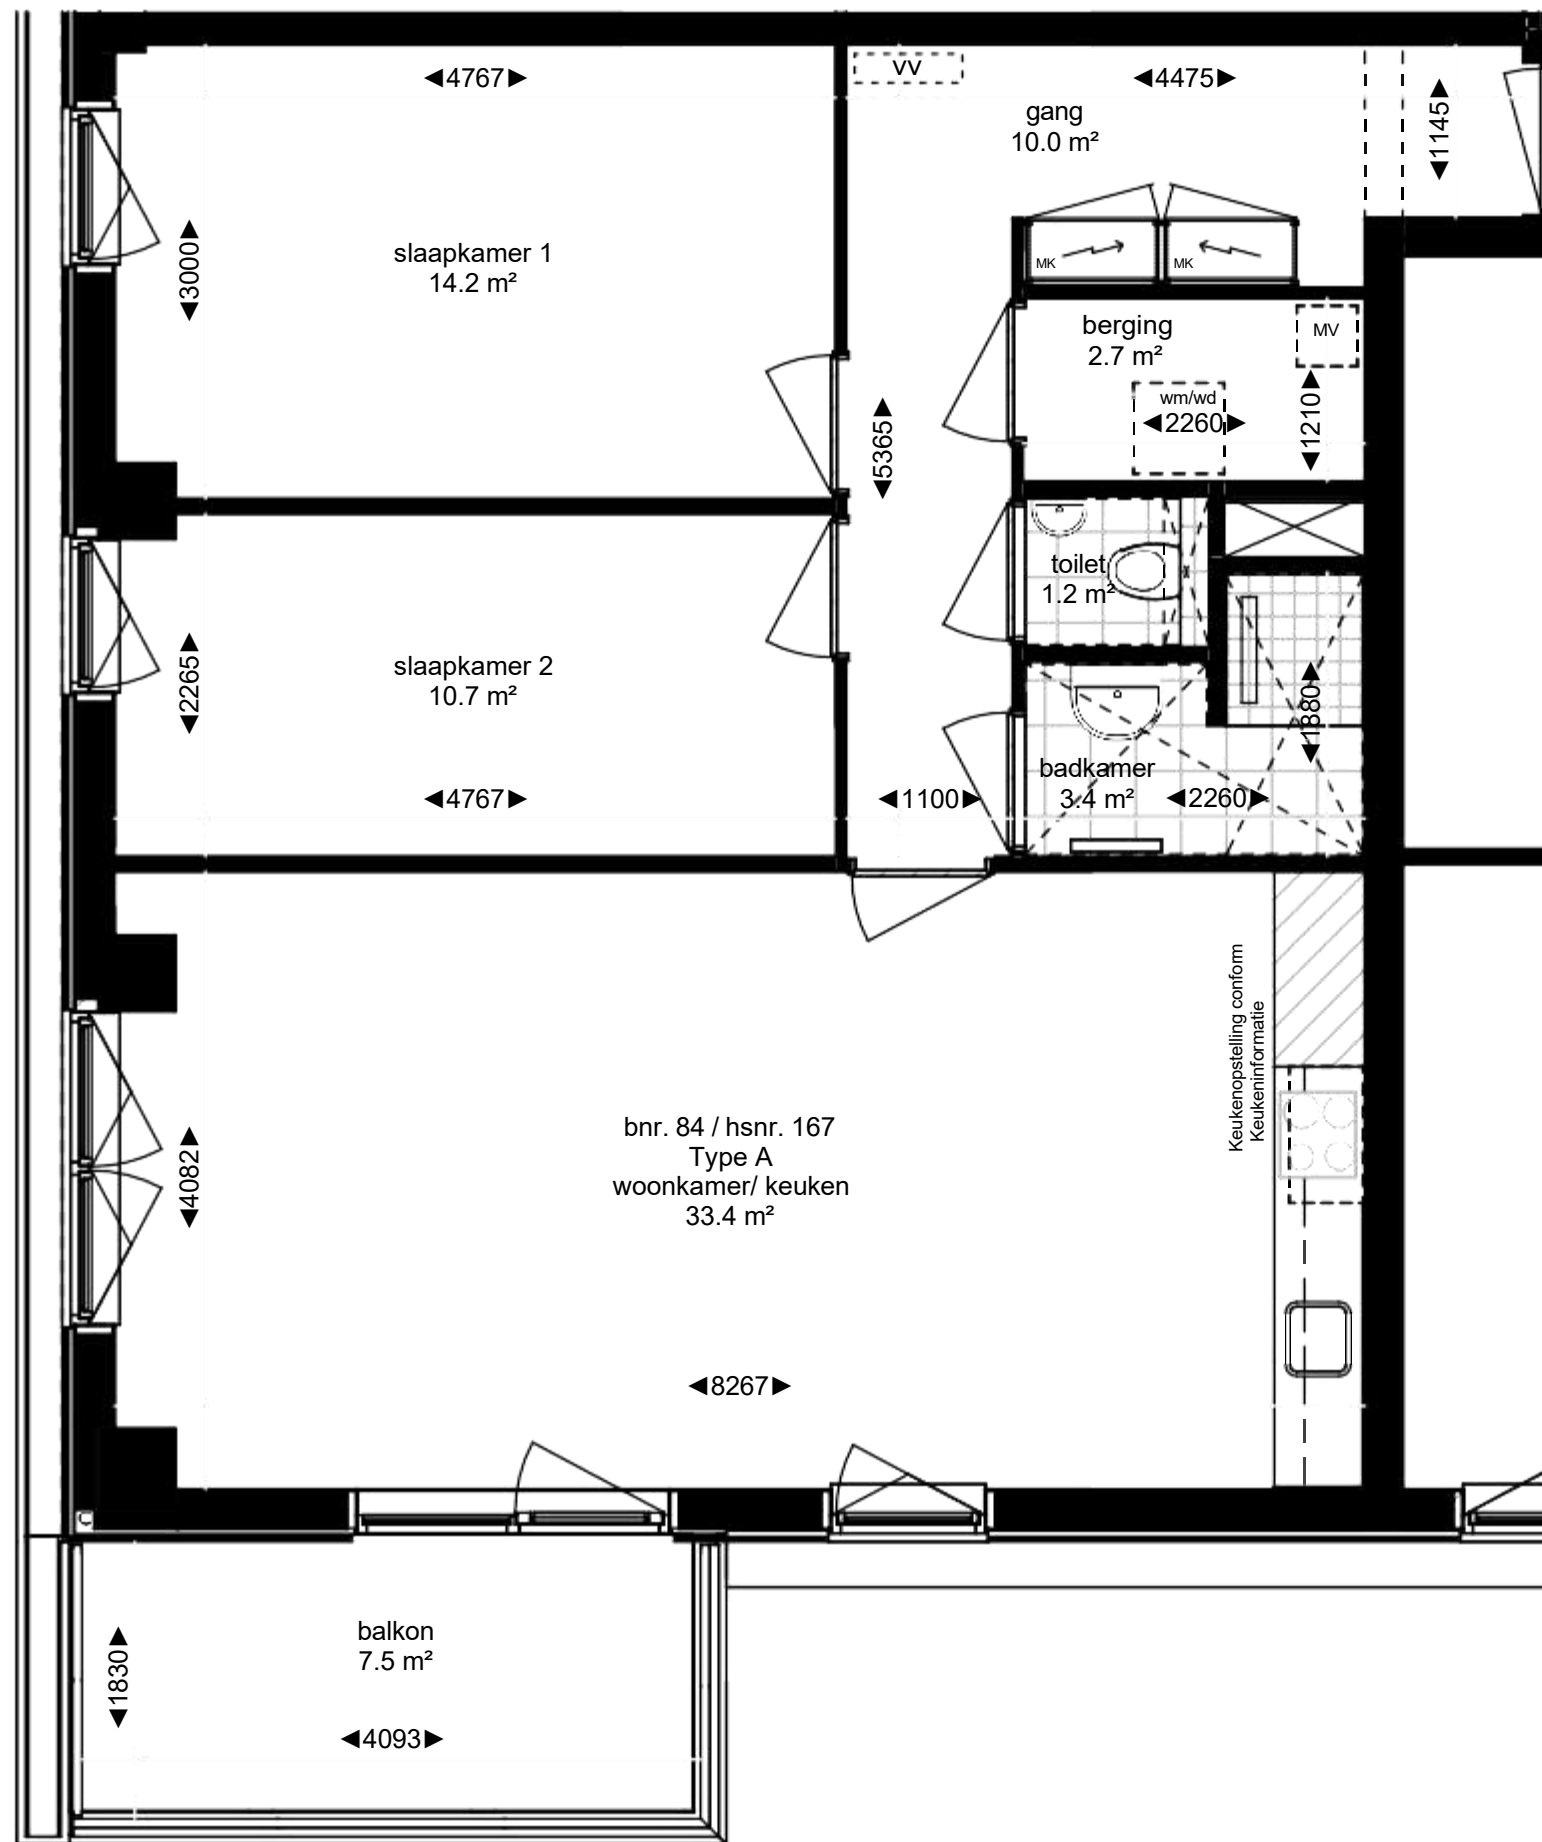 ◄4767►
VV
◄4475►
gang
10.0 m²
◄1145►
slaapkamer 1
14.2 m²
◄3000►
MK
MK
berging
2.7 m²
MV
wm/wd
◄2260►
◄1210►
◄5365►
toilet
1.2 m²
slaapkamer 2
10.7 m²
◄2265►
◄4767►
◄1100►
badkamer
3.4 m²
◄2260►
◄1880►
Keukenopstelling conform
Keukeninformatie
bnr. 84 / hsnr. 167
Type A
woonkamer/ keuken
33.4 m²
◄4082►
◄8267►
balkon
7.5 m²
◄1830►
◄4093►